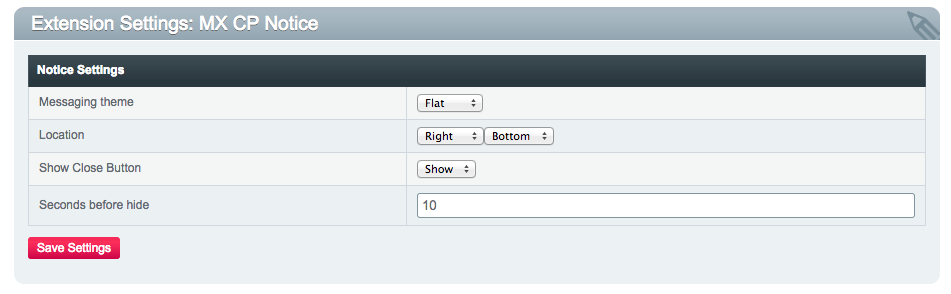 Extension Settings: MX CP Notice
Notice Settings
Messaging theme Flat
Location Right Bottom
Show Close Button Show
Seconds before hide 10
Save Settings